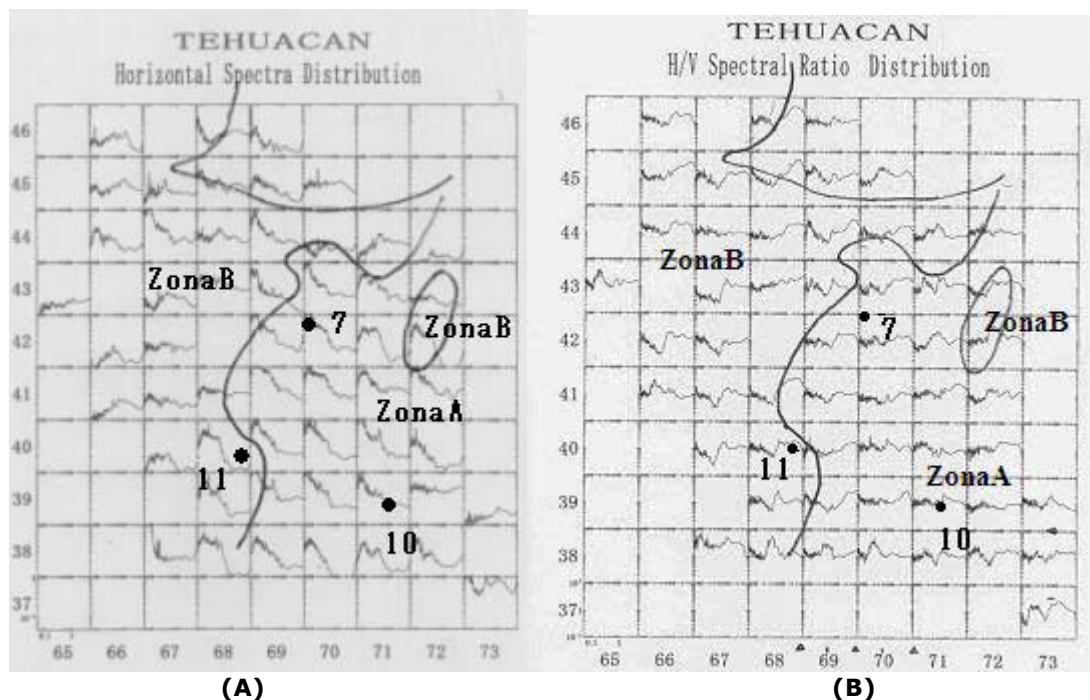 TEHUACAN
Horizontal Spectra Distribution
46
45
44
43
42
41
40
39
38
37
ZonaB
ZonaB
7
ZonaA
11
10
65 66 67 68 69 70 71 72 73
(A)
TEHUACAN
H/V Spectral Ratio Distribution
46
45
44
43
42
41
40
39
38
37
ZonaB
ZonaB
7
11
ZonaA
10
65 66 67 68 69 70 71 72 73
(B)